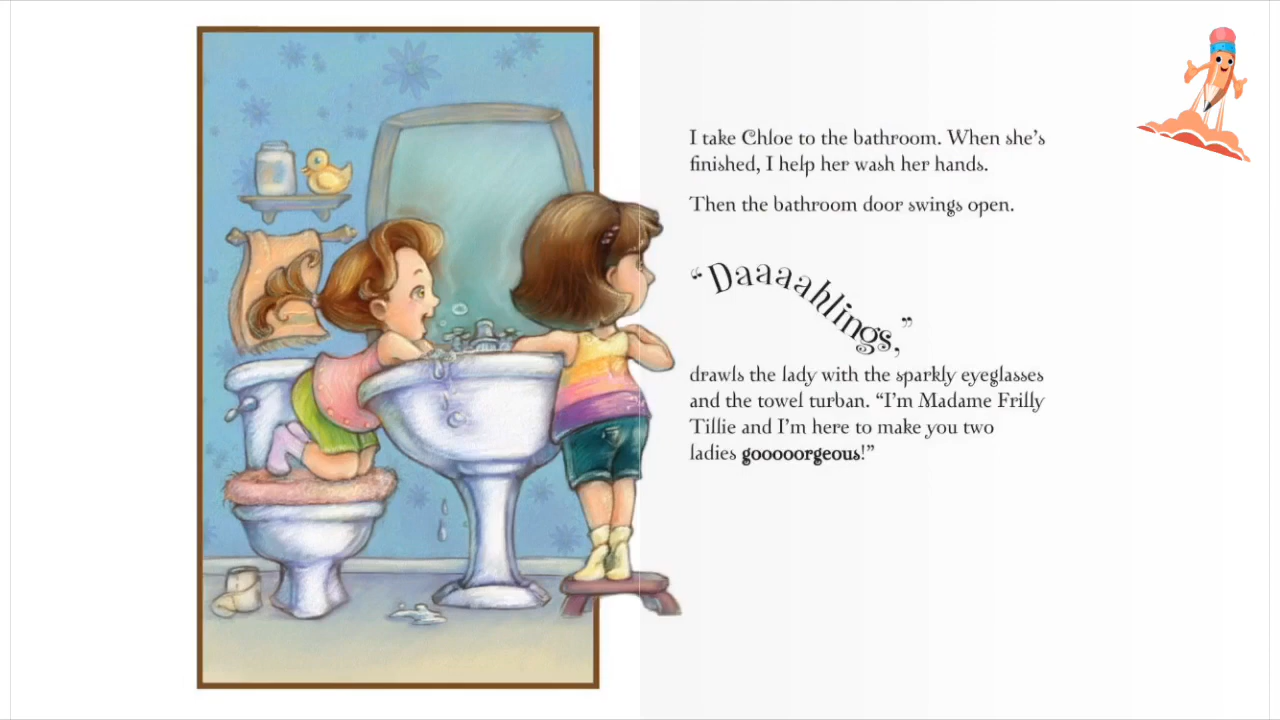 I take Chloe to the bathroom. When she's
finished, I help her wash her hands.
Then the bathroom door swings open.
“Daaaahlings,”
drawls the lady with the sparkly eyeglasses
and the towel turban. “I'm Madame Frilly
Tillie and I'm here to make you two
ladies gooooorgeous!”